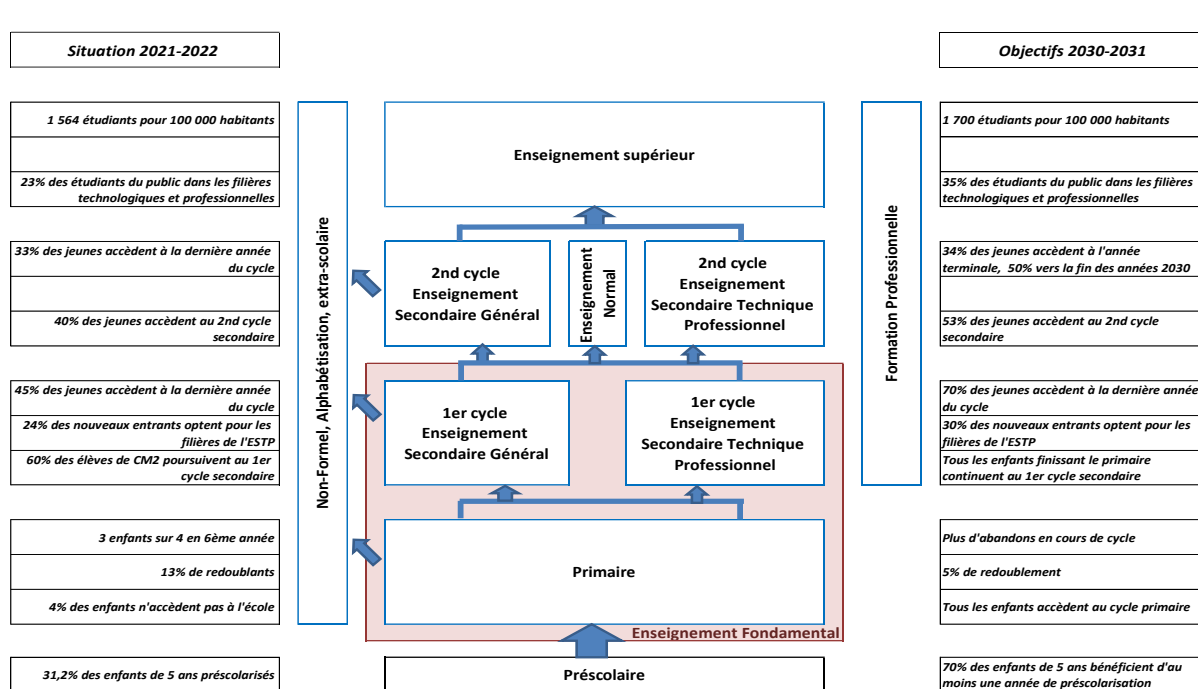 Situation 2021-2022
Objectifs 2030-2031
1 564 étudiants pour 100 000 habitants
23% des étudiants du public dans les filières
technologiques et professionnelles
33% des jeunes accèdent à la dernière année
du cycle
40% des jeunes accèdent au 2nd cycle
secondaire
45% des jeunes accèdent à la dernière année
du cycle
24% des nouveaux entrants optent pour les
filières de l'ESTP
60% des élèves de CM2 poursuivent au 1er
cycle secondaire
3 enfants sur 4 en 6ème année
13% de redoublants
4% des enfants n'accèdent pas à l'école
31,2% des enfants de 5 ans préscolarisés
Non-Formel, Alphabétisation, extra-scolaire
Enseignement supérieur
2nd cycle
Enseignement
Secondaire Général
Enseignement
Normal
2nd cycle
Enseignement
Secondaire Technique
Professionnel
1er cycle
Enseignement
Secondaire Général
1er cycle
Enseignement
Secondaire Technique
Professionnel
Primaire
Enseignement Fondamental
Préscolaire
Formation Professionnelle
1 700 étudiants pour 100 000 habitants
35% des étudiants du public dans les filières
technologiques et professionnelles
34% des jeunes accèdent à l'année
terminale, 50% vers la fin des années 2030
53% des jeunes accèdent au 2nd cycle
secondaire
70% des jeunes accèdent à la dernière année
du cycle
30% des nouveaux entrants optent pour les
filières de l'ESTP
Tous les enfants finissant le primaire
continuent au 1er cycle secondaire
Plus d'abandons en cours de cycle
5% de redoublement
Tous les enfants accèdent au cycle primaire
70% des enfants de 5 ans bénéficient d'au
moins une année de préscolarisation